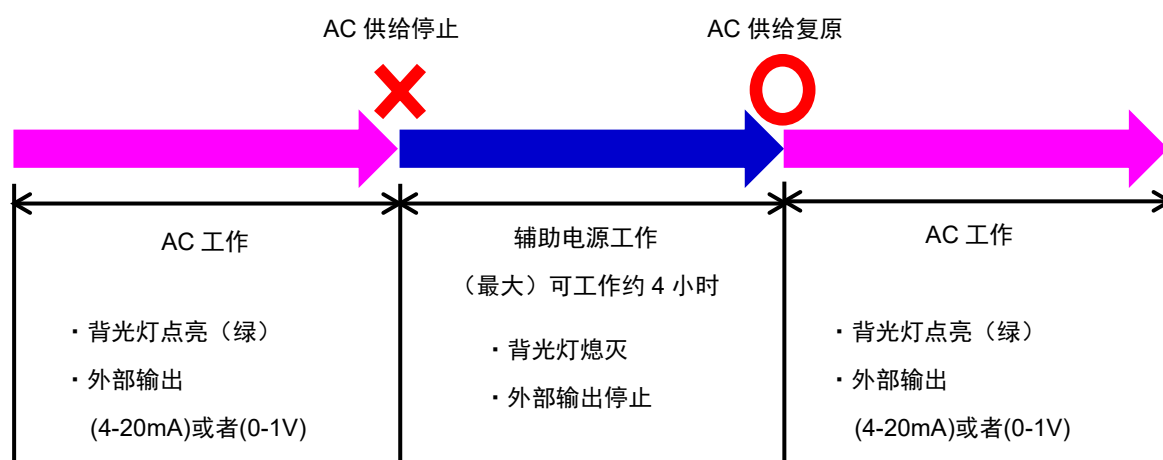 AC 供给停止
AC 供给复原
AC 工作
・背光灯点亮（绿）
・外部输出
(4-20mA)或者(0-1V)
辅助电源工作
（最大）可工作约 4 小时
・背光灯熄灭
・外部输出停止
AC 工作
・背光灯点亮（绿）
・外部输出
(4-20mA)或者(0-1V)